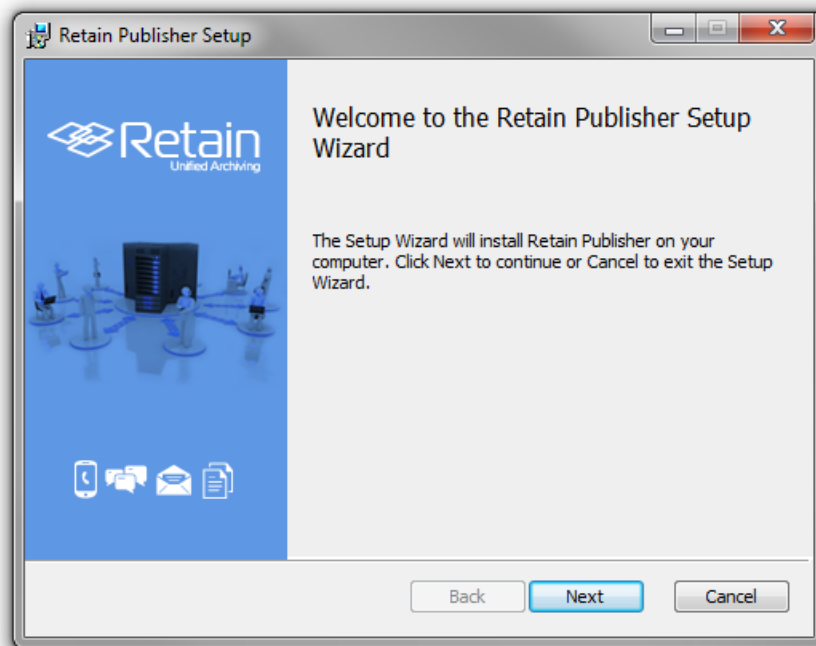 Retain Publisher Setup
Retain
Unified Archiving
Welcome to the Retain Publisher Setup
Wizard
The Setup Wizard will install Retain Publisher on your
computer. Click Next to continue or Cancel to exit the Setup
Wizard.
Back Next Cancel